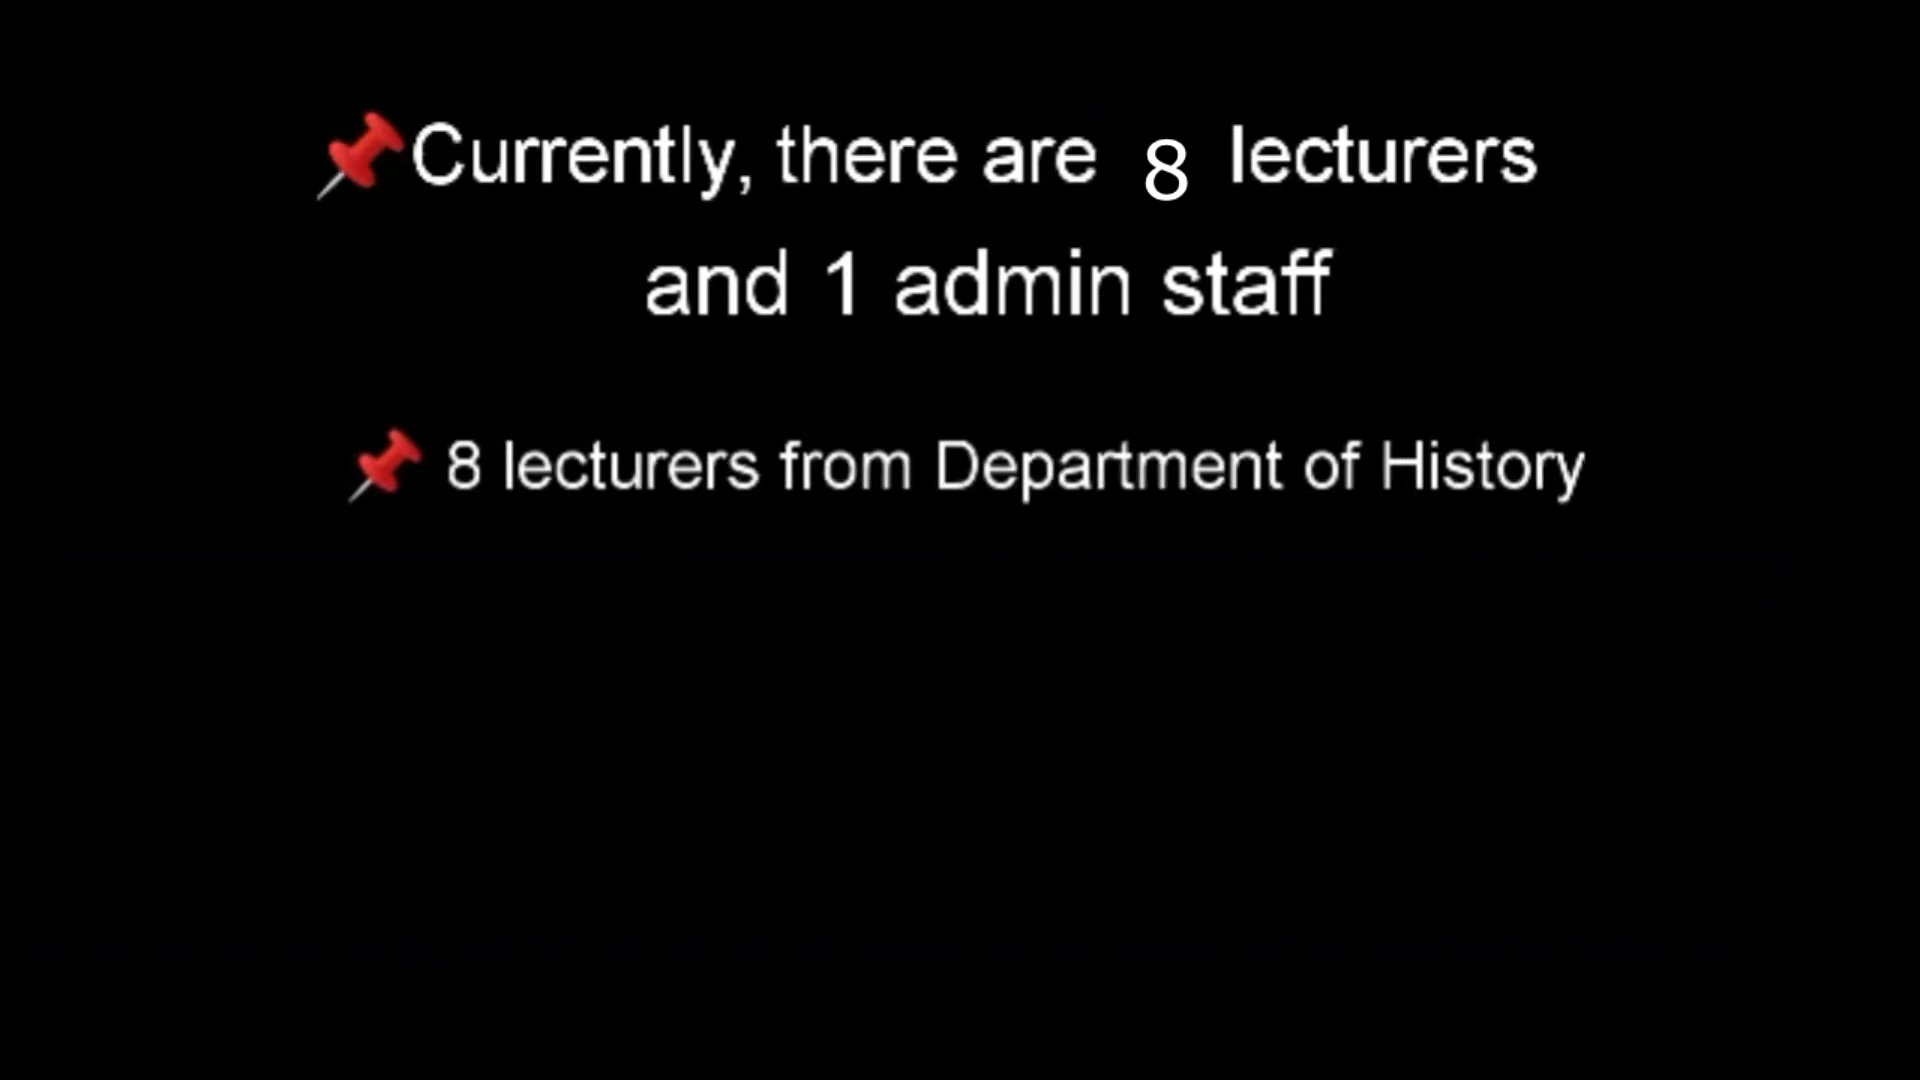 Currently, there are 8 lecturers
and 1 admin staff
8 lecturers from Department of History